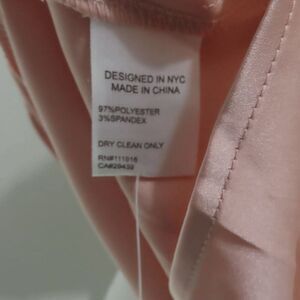 DESIGNED IN NYC
MADE IN CHINA
97%POLYESTER
3%SPANDEX
DRY CLEAN ONLY
RN#111916
CA#29439